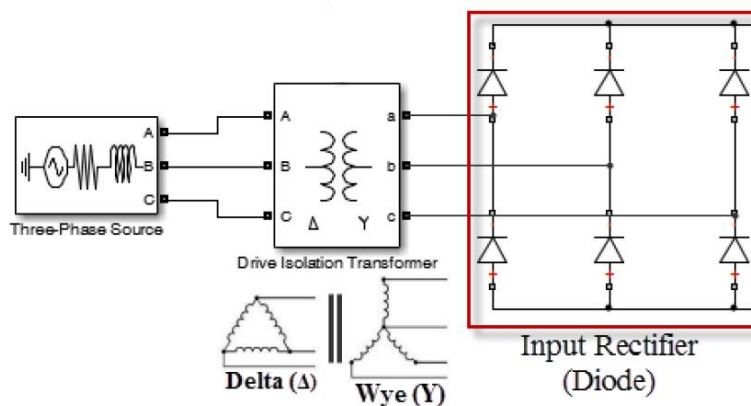 A
B
C
Three-Phase Source
A
B
C
Δ
Y
a
b
c
Drive Isolation Transformer
Delta (Δ)
Wye (Y)
Input Rectifier
(Diode)